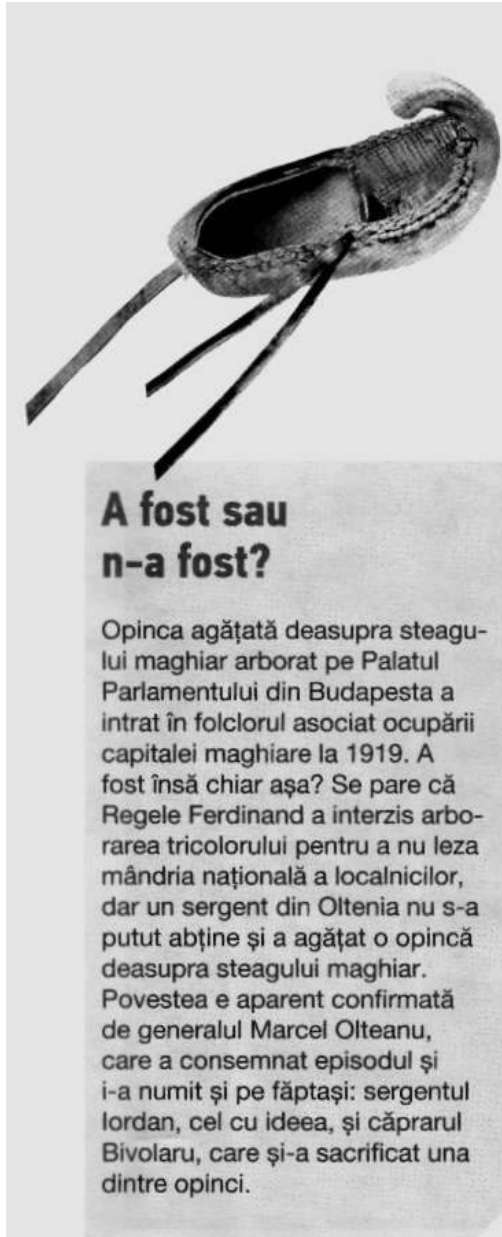 A fost sau
n-a fost?
Opinca agățată deasupra steagu-
lui maghiar arborat pe Palatul
Parlamentului din Budapesta a
intrat în folclorul asociat ocupării
capitalei maghiare la 1919. A
fost însă chiar așa? Se pare că
Regele Ferdinand a interzis arbo-
rarea tricolorului pentru a nu leza
mândria națională a localnicilor,
dar un sergent din Oltenia nu s-a
putut abține și a agățat o opincă
deasupra steagului maghiar.
Povestea e aparent confirmată
de generalul Marcel Olteanu,
care a consemnat episodul și
i-a numit și pe făptași: sergentul
Iordan, cel cu ideea, și căprarul
Bivolaru, care și-a sacrificat una
dintre opinci.